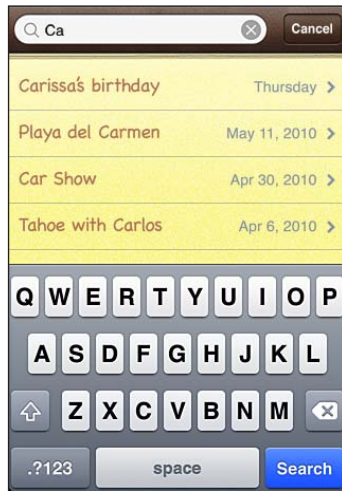 Ca Cancel
Carissa's birthday Thursday
Playa del Carmen May 11, 2010
Car Show Apr 30, 2010
Tahoe with Carlos Apr 6, 2010
Q W E R T Y U I O P
A S D F G H J K L
Z X C V B N M
.?123 space Search